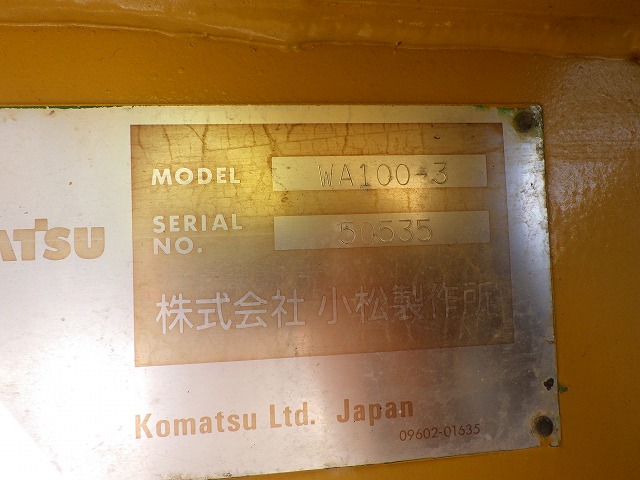 MODEL WA100-3
SERIAL NO. 50535
ATSU
株式会社 小松製作所
Komatsu Ltd. Japan
09602-01635